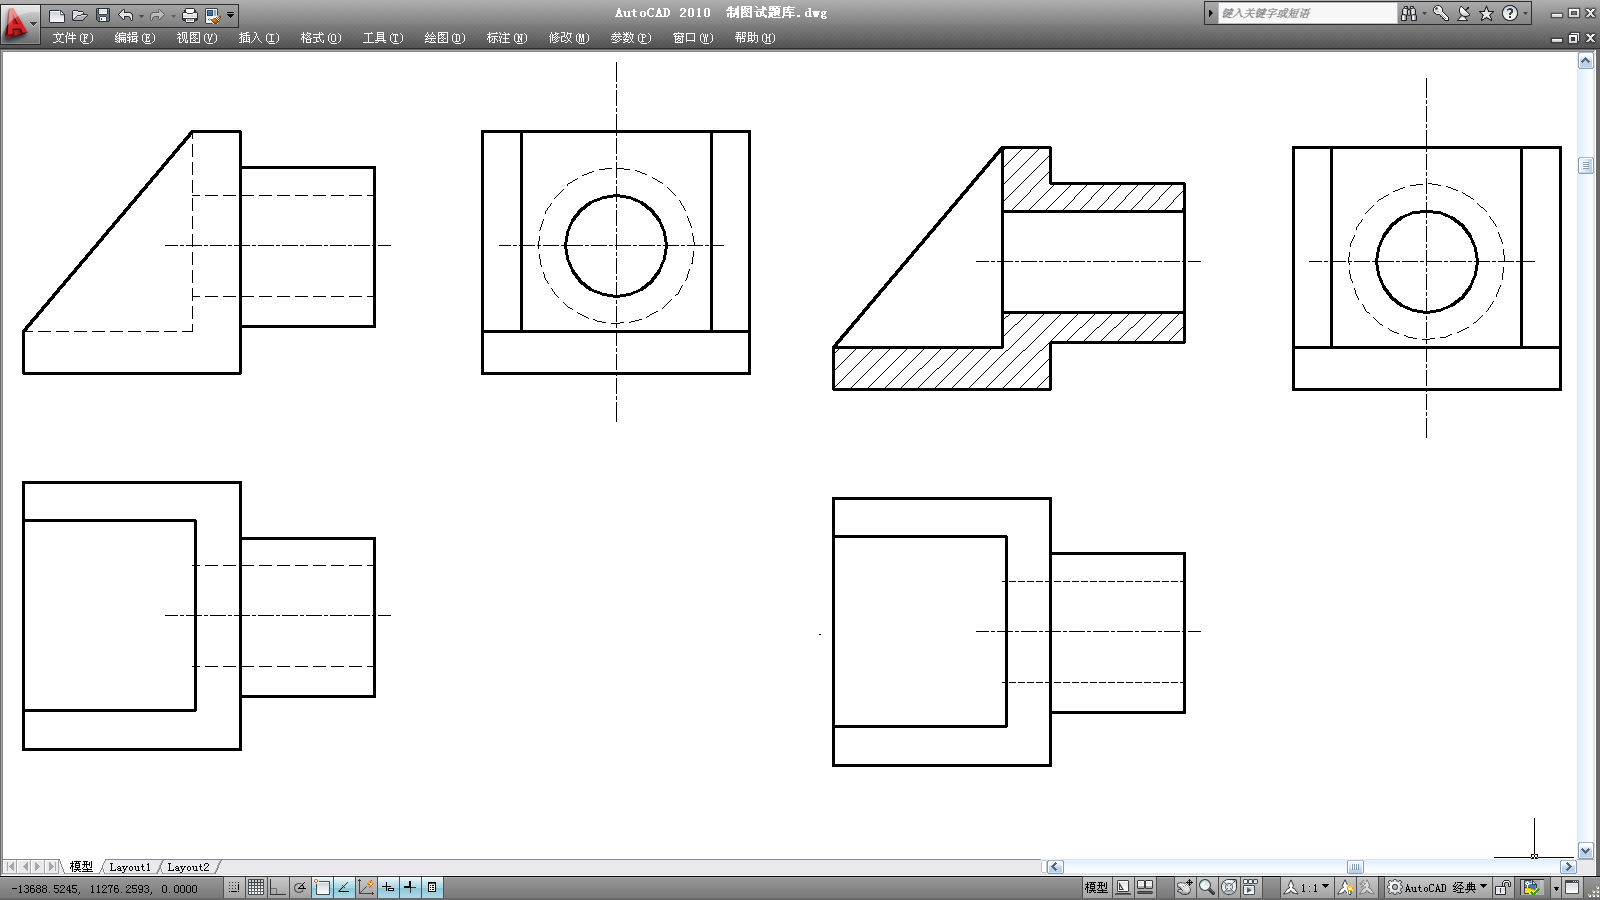 AutoCAD 2010 制图试题库.dwg
键入关键字或短语
文件(F) 编辑(E) 视图(V) 插入(I) 格式(O) 工具(T) 绘图(D) 标注(N) 修改(M) 参数(P) 窗口(W) 帮助(H)
模型 Layout1 Layout2
-13688.5245, 11276.2593, 0.0000 模型 1:1 AutoCAD 经典